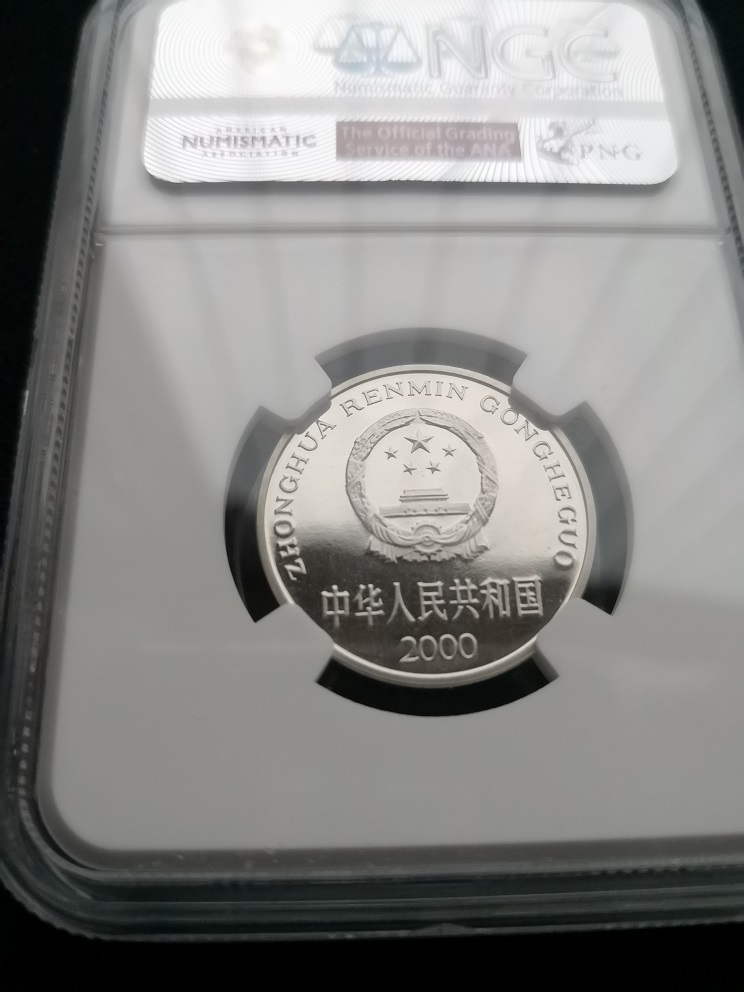 NGC
Numismatic Guaranty Corporation
AMERICAN
NUMISMATIC
ASSOCIATION
The Official Grading
Service of the ANA
PNG
ZHONGHUA RENMIN GONGHEGUO
中华人民共和国
2000